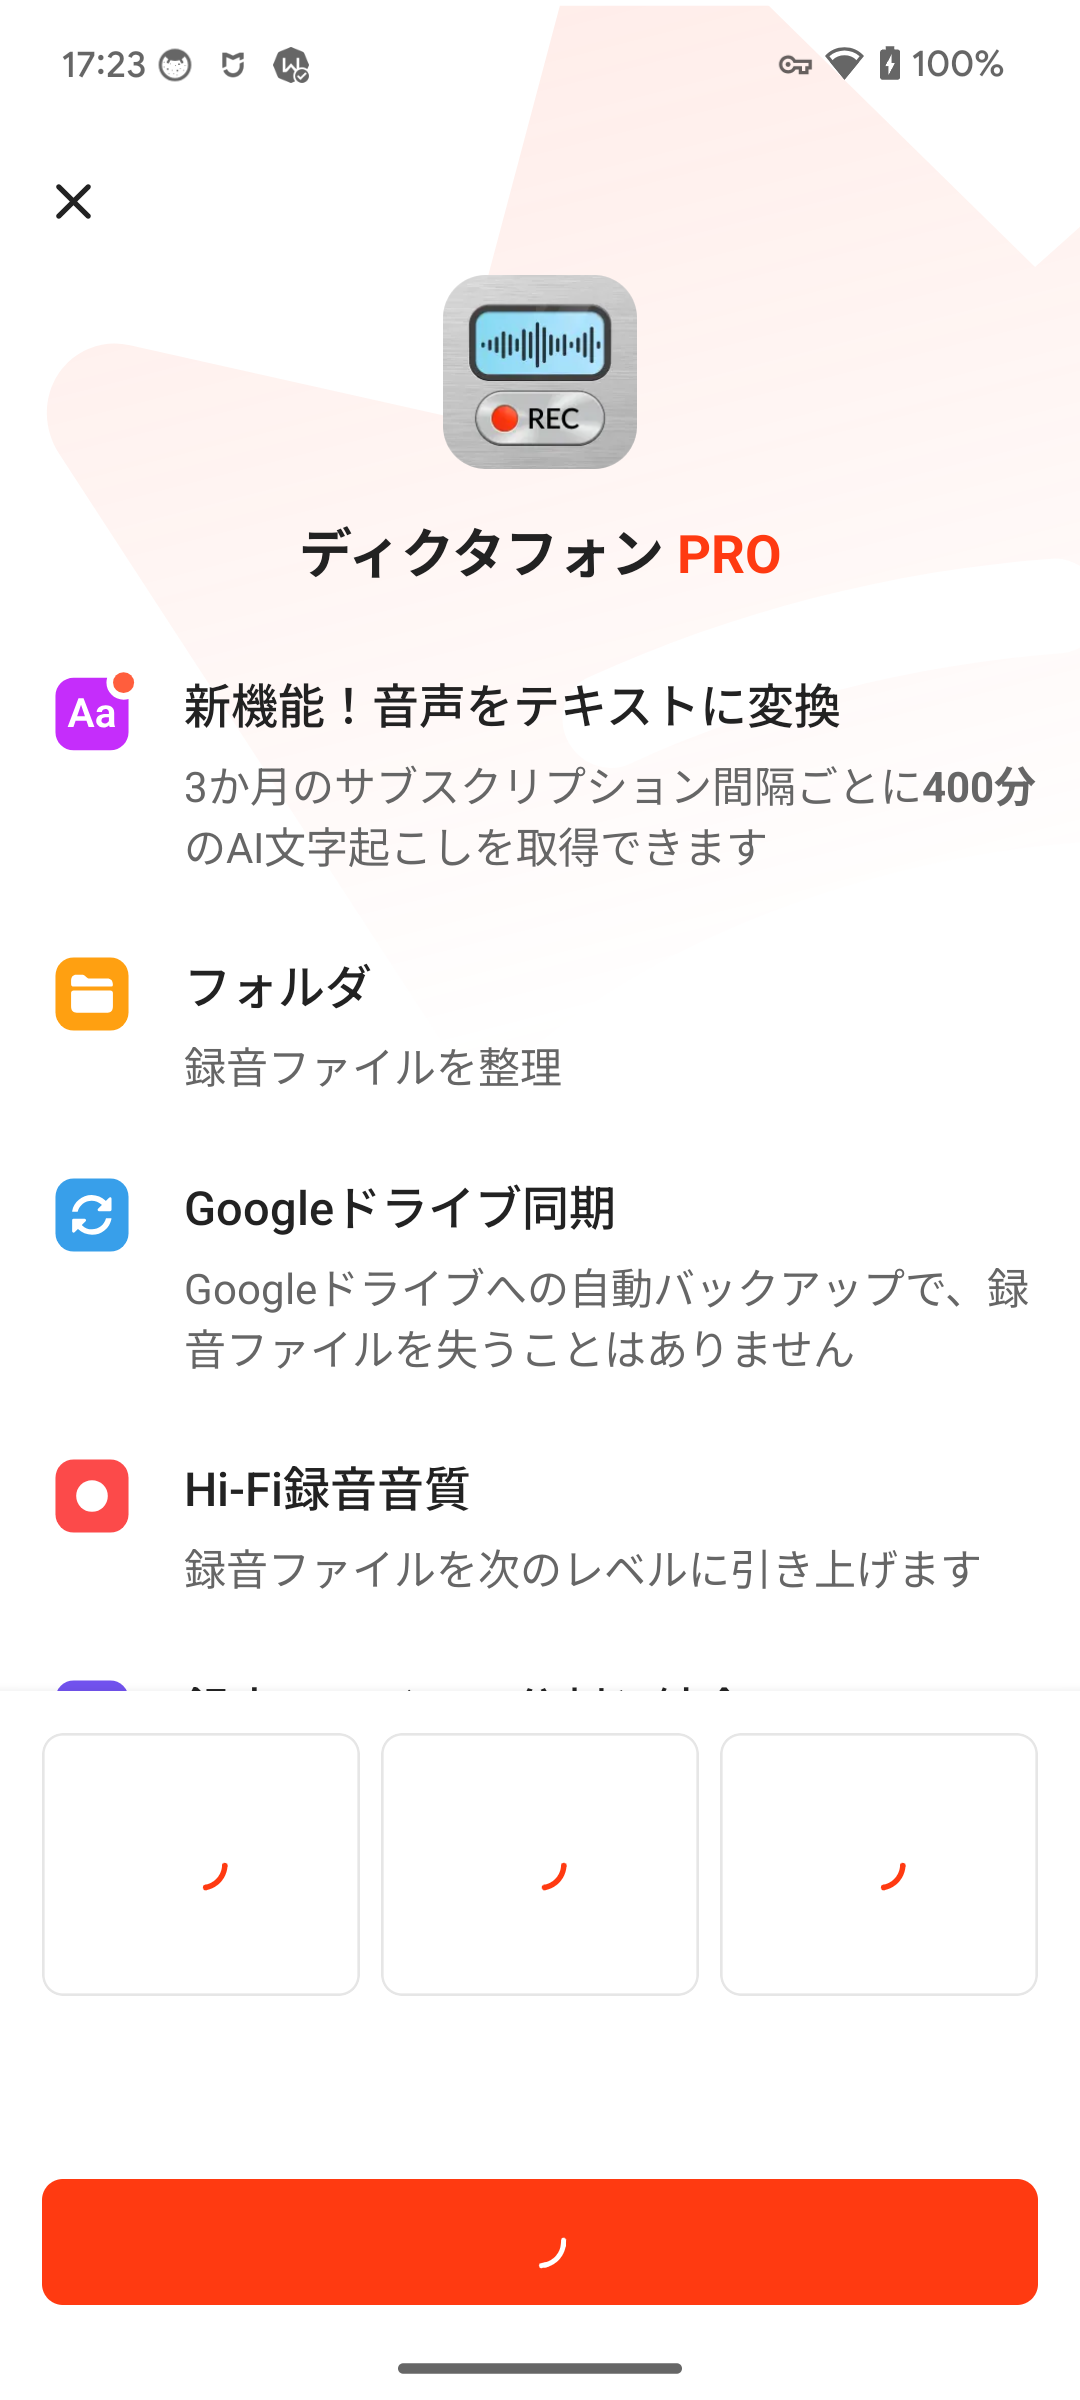 17:23
100%
REC
ディクタフォン PRO
Aa
新機能！音声をテキストに変換
3か月のサブスクリプション間隔ごとに400分
のAI文字起こしを取得できます
フォルダ
録音ファイルを整理
Googleドライブ同期
Googleドライブへの自動バックアップで、録
音ファイルを失うことはありません
Hi-Fi録音音質
録音ファイルを次のレベルに引き上げます